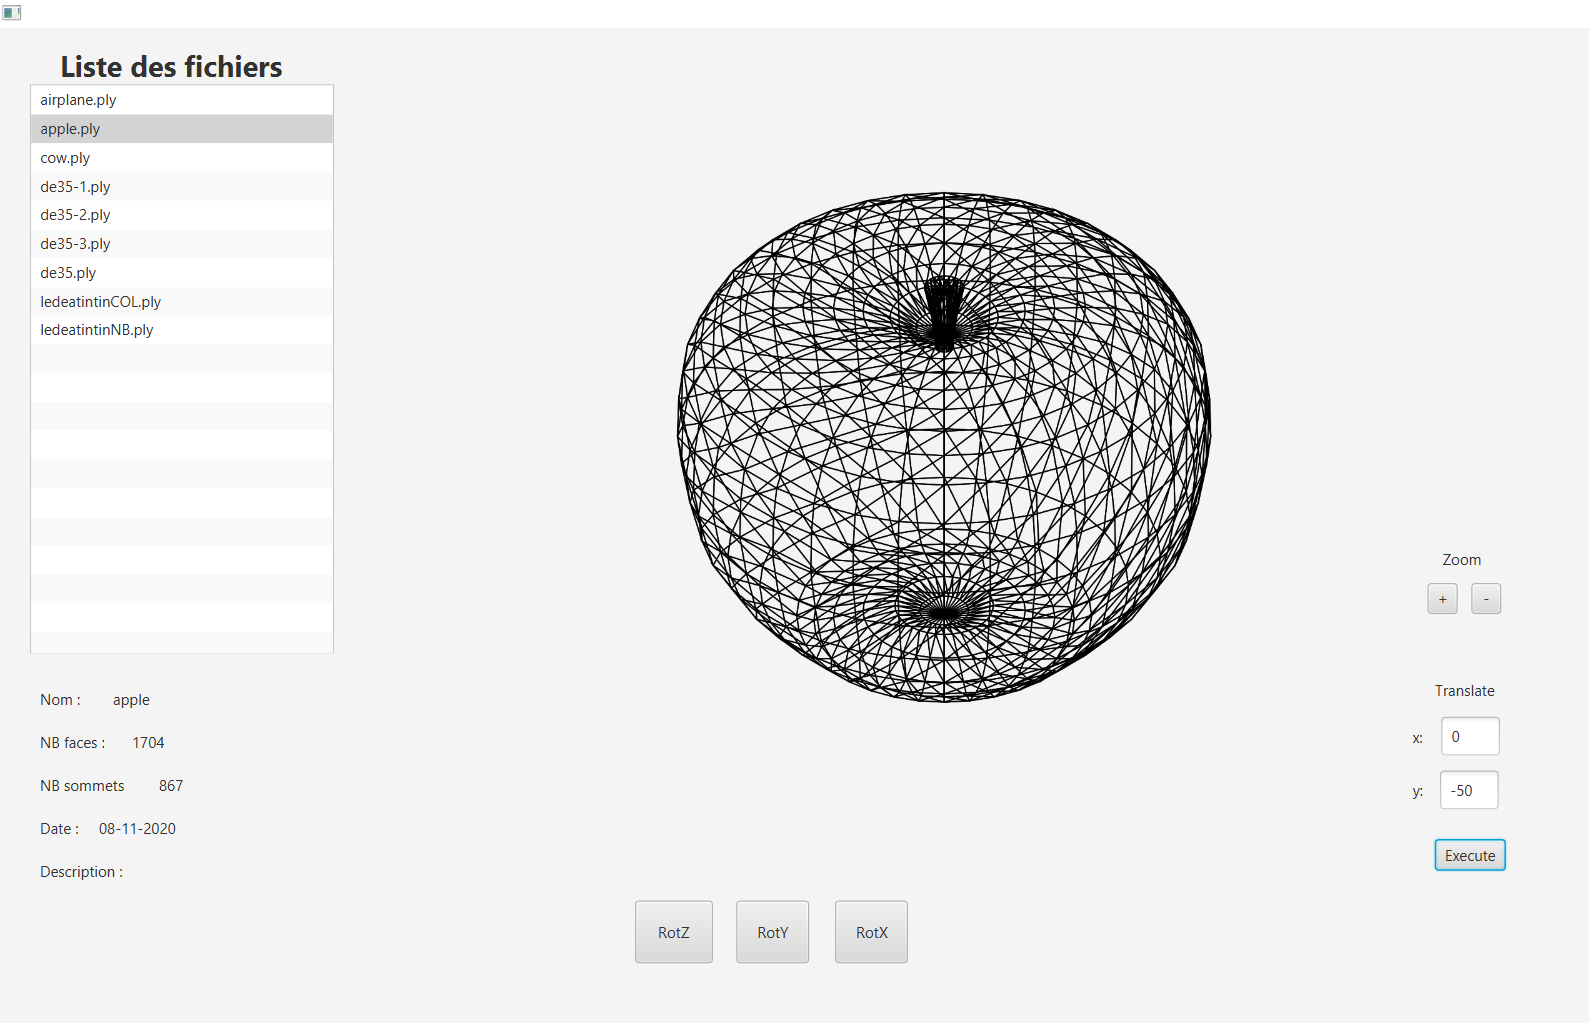 Liste des fichiers
airplane.ply
apple.ply
cow.ply
de35-1.ply
de35-2.ply
de35-3.ply
de35.ply
ledeatintinCOL.ply
ledeatintinNB.ply
Nom : apple
NB faces : 1704
NB sommets 867
Date : 08-11-2020
Description :
Zoom
+ -
Translate
x: 0
y: -50
Execute
RotZ RotY RotX